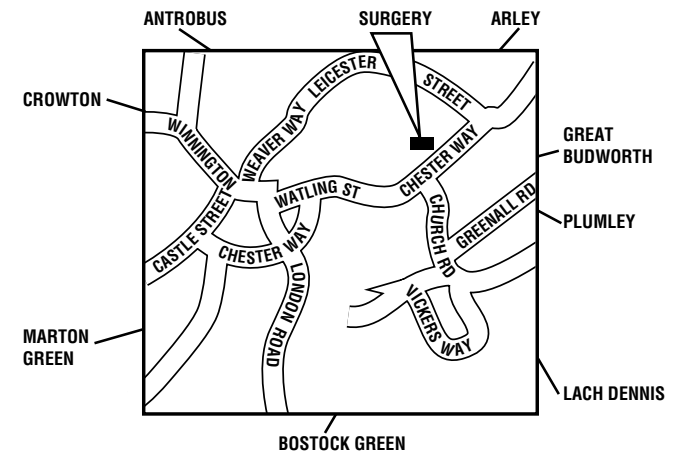 ANTROBUS
SURGERY
ARLEY
CROWTON
LEICESTER
STREET
WEAVER WAY
WINNINGTON
CHESTER WAY
GREAT
BUDWORTH
WATLING ST
CASTLE STREET
CHURCH RD
GREENALL RD
PLUMLEY
CHESTER WAY
LONDON ROAD
VICKERS WAY
MARTON
GREEN
LACH DENNIS
BOSTOCK GREEN